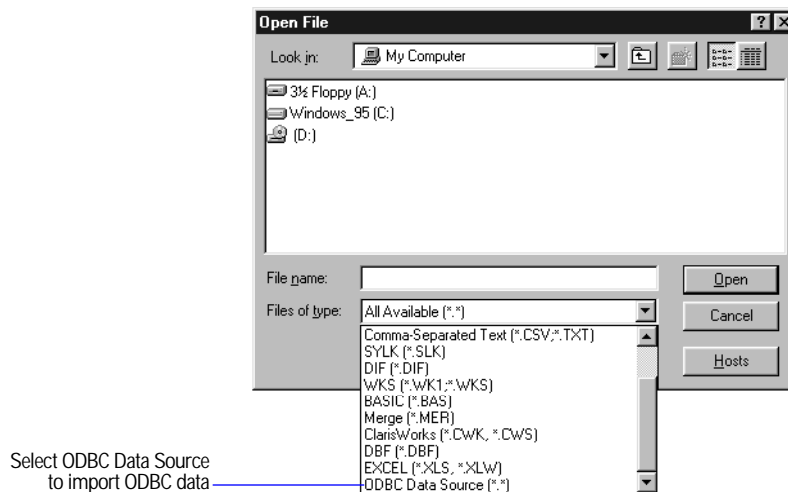 Open File
Look in: My Computer
3½ Floppy (A:)
Windows_95 (C:)
(D:)
File name:
Open
Files of type: All Available (*.*)
Cancel
Comma-Separated Text (*.CSV;*.TXT)
SYLK (*.SLK)
DIF (*.DIF)
Hosts
WKS (*.WK1;*.WKS)
BASIC (*.BAS)
Merge (*.MER)
ClarisWorks (*.CWK, *.CWS)
DBF (*.DBF)
EXCEL (*.XLS, *.XLW)
ODBC Data Source (*.*)
Select ODBC Data Source
to import ODBC data